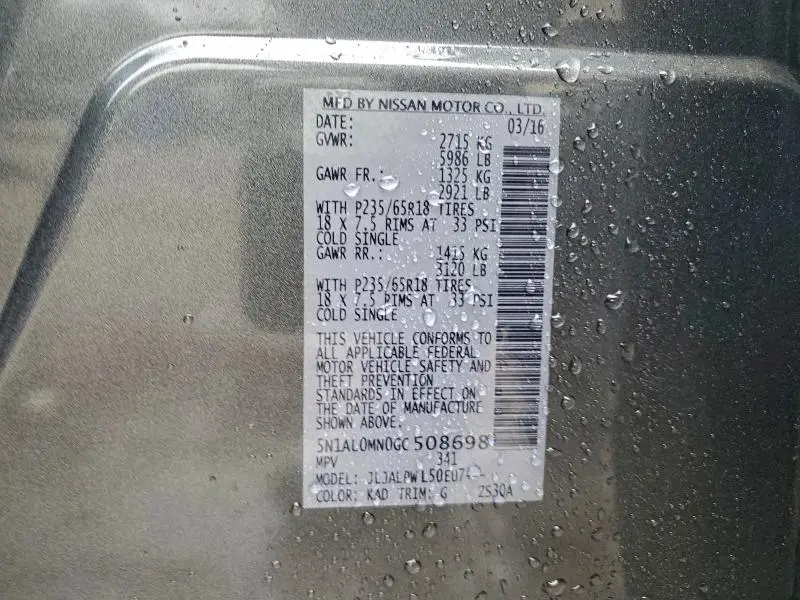 MFD BY NISSAN MOTOR CO., LTD.
DATE: 03/16
GVWR: 2715 KG
5986 LB
GAWR FR.: 1325 KG
2921 LB
WITH P235/65R18 TIRES
18 X 7.5 RIMS AT 33 PSI
COLD SINGLE
GAWR RR.: 1415 KG
3120 LB
WITH P235/65R18 TIRES
18 X 7.5 RIMS AT 33 PSI
COLD SINGLE
THIS VEHICLE CONFORMS TO
ALL APPLICABLE FEDERAL
MOTOR VEHICLE SAFETY AND
THEFT PREVENTION
STANDARDS IN EFFECT ON
THE DATE OF MANUFACTURE
SHOWN ABOVE.
5N1AL0MN0GC508698
MPV 341
MODEL:
COLOR: KAD TRIM: G ZS30A